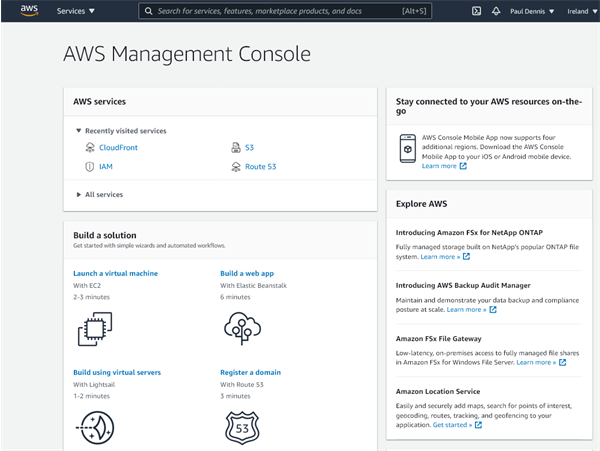 aws
Services ▼
Search for services, features, marketplace products, and docs
[Alt+S]
Paul Dennis ▼
Ireland ▼
AWS Management Console
AWS services
▼ Recently visited services
CloudFront
S3
IAM
Route 53
▶ All services
Build a solution
Get started with simple wizards and automated workflows.
Launch a virtual machine
With EC2
2-3 minutes
Build a web app
With Elastic Beanstalk
6 minutes
Build using virtual servers
With Lightsail
1-2 minutes
Register a domain
With Route 53
3 minutes
53
Stay connected to your AWS resources on-the-
go
AWS Console Mobile App now supports four
additional regions. Download the AWS Console
Mobile App to your iOS or Android mobile device.
Learn more
Explore AWS
Introducing Amazon FSx for NetApp ONTAP
Fully managed storage built on NetApp's popular ONTAP file
system. Learn more »
Introducing AWS Backup Audit Manager
Maintain and demonstrate your data backup and compliance
posture at scale. Learn more »
Amazon FSx File Gateway
Low-latency, on-premises access to fully managed file shares
in Amazon FSx for Windows File Server. Learn more »
Amazon Location Service
Easily and securely add maps, search for points of interest,
geocoding, routes, tracking, and geofencing to your
application. Get started »